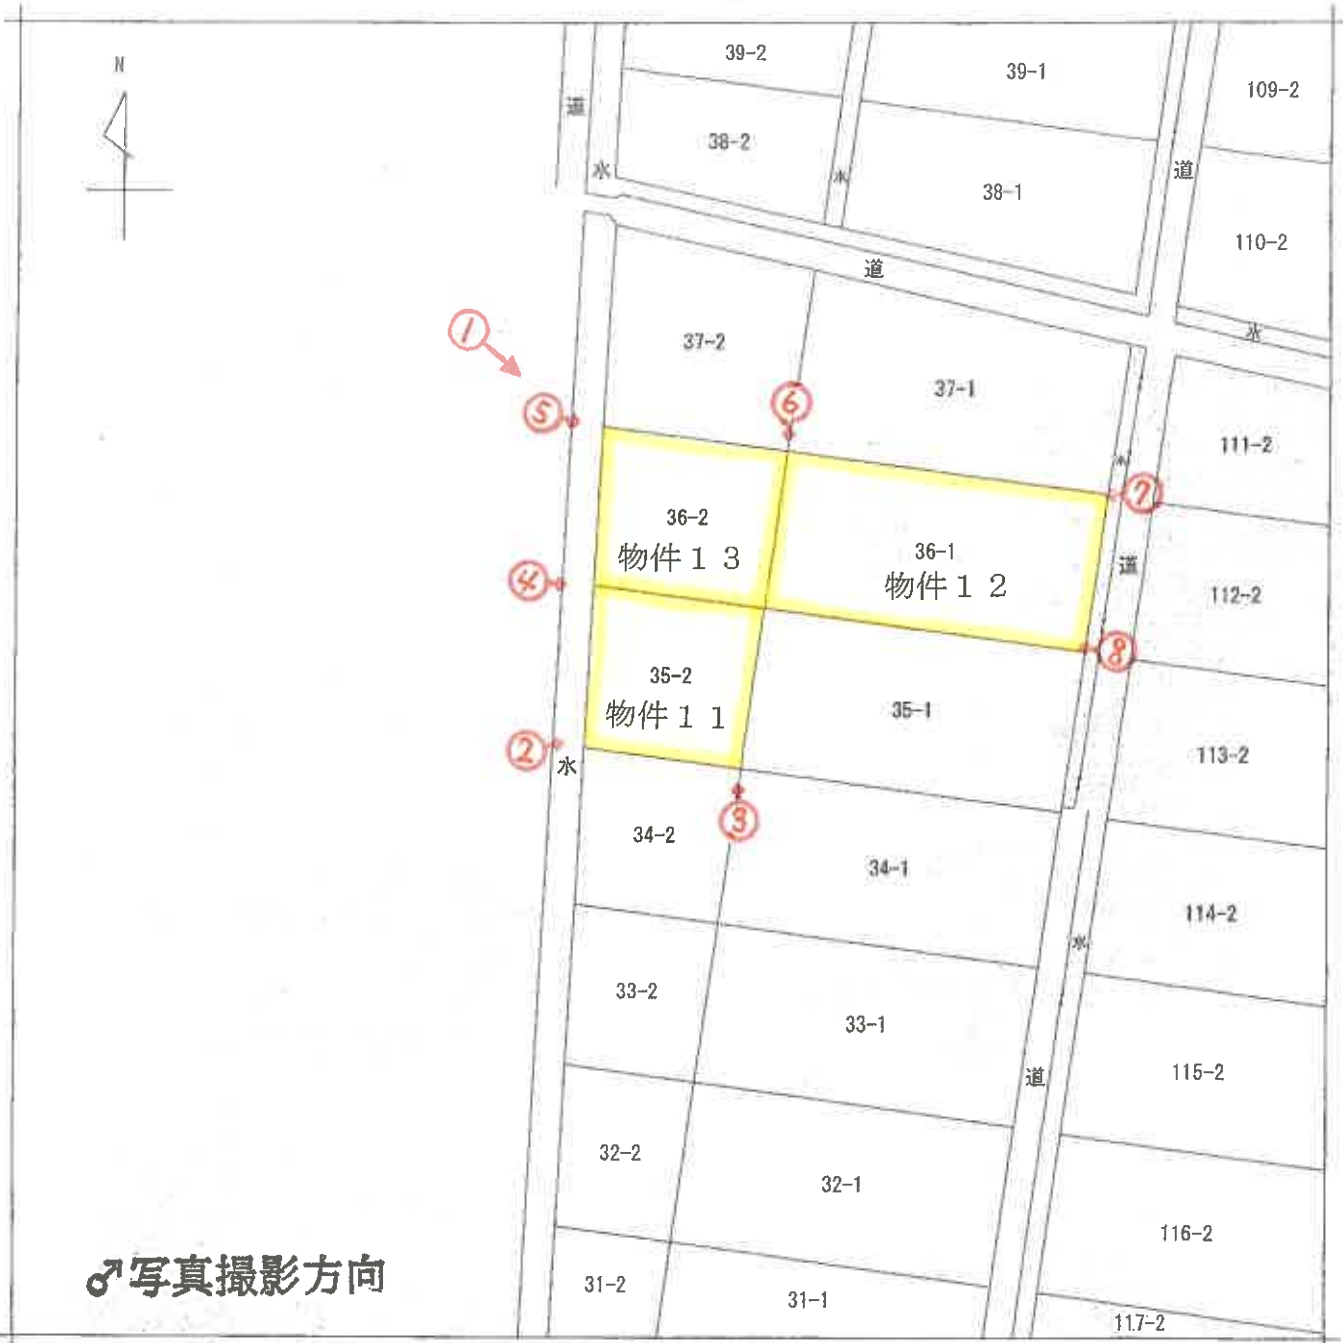 N
39-2
39-1
109-2
道
38-2
水
水
38-1
道
110-2
道
水
①
37-2
37-1
⑤
⑥
111-2
水
⑦
36-2
物件１３
36-1
物件１２
道
④
112-2
⑧
35-2
物件１１
35-1
②
水
113-2
③
34-2
34-1
114-2
水
33-2
33-1
115-2
道
32-2
32-1
116-2
♂写真撮影方向
31-2
31-1
117-2